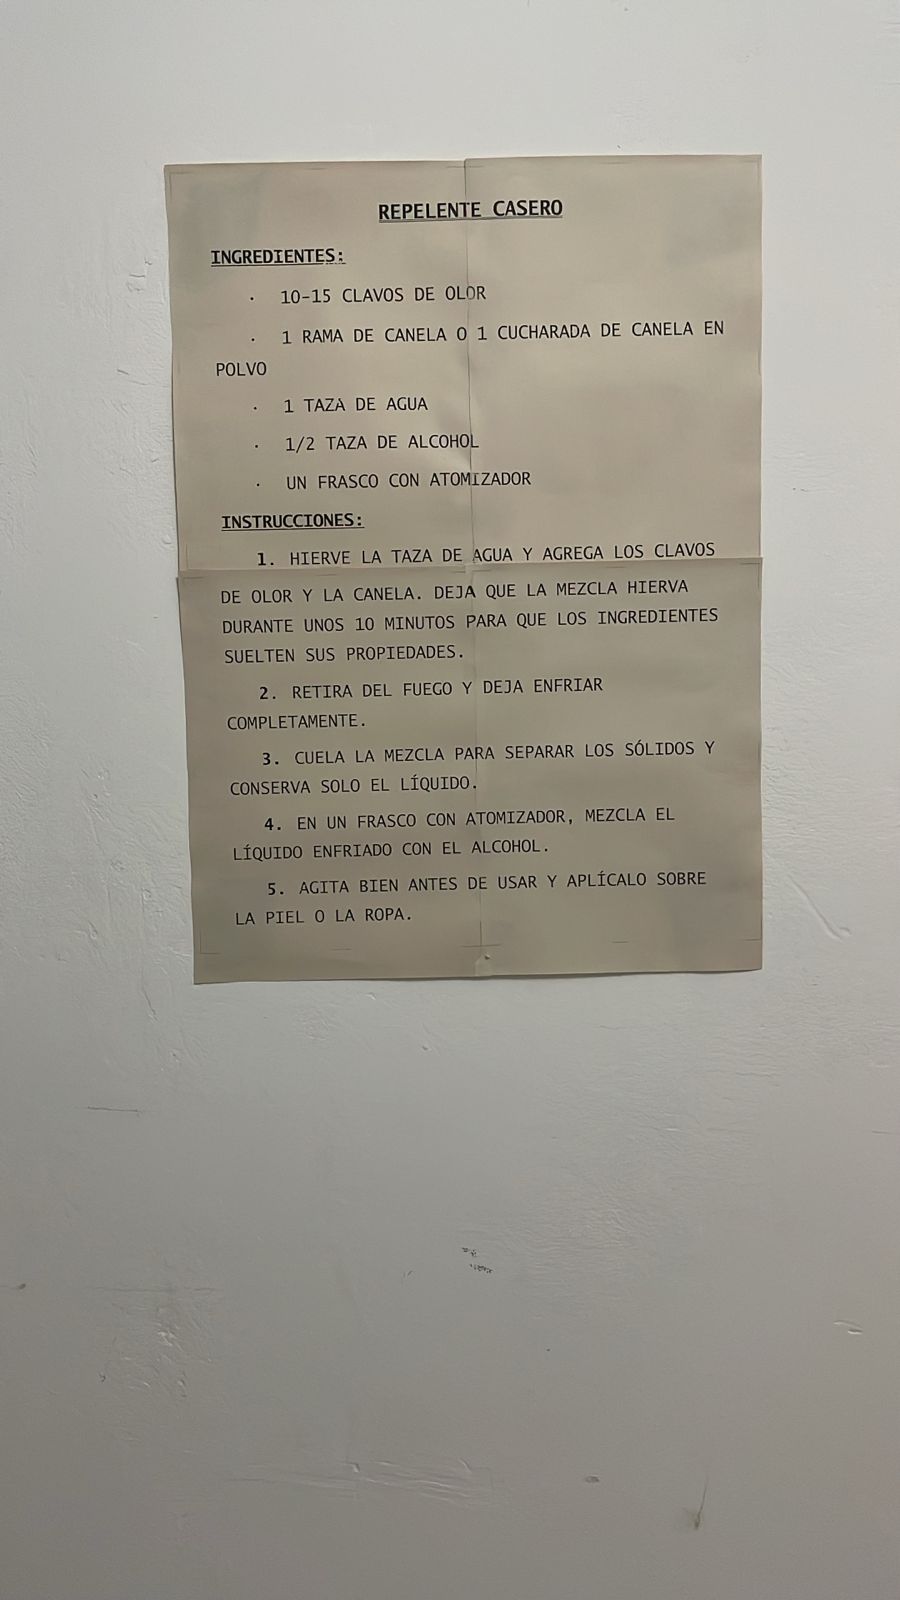 REPELENTE CASERO
INGREDIENTES:
· 10-15 CLAVOS DE OLOR
· 1 RAMA DE CANELA O 1 CUCHARADA DE CANELA EN
POLVO
· 1 TAZA DE AGUA
· 1/2 TAZA DE ALCOHOL
· UN FRASCO CON ATOMIZADOR
INSTRUCCIONES:
1. HIERVE LA TAZA DE AGUA Y AGREGA LOS CLAVOS
DE OLOR Y LA CANELA. DEJA QUE LA MEZCLA HIERVA
DURANTE UNOS 10 MINUTOS PARA QUE LOS INGREDIENTES
SUELTEN SUS PROPIEDADES.
2. RETIRA DEL FUEGO Y DEJA ENFRIAR
COMPLETAMENTE.
3. CUELA LA MEZCLA PARA SEPARAR LOS SÓLIDOS Y
CONSERVA SOLO EL LÍQUIDO.
4. EN UN FRASCO CON ATOMIZADOR, MEZCLA EL
LÍQUIDO ENFRIADO CON EL ALCOHOL.
5. AGITA BIEN ANTES DE USAR Y APLÍCALO SOBRE
LA PIEL O LA ROPA.